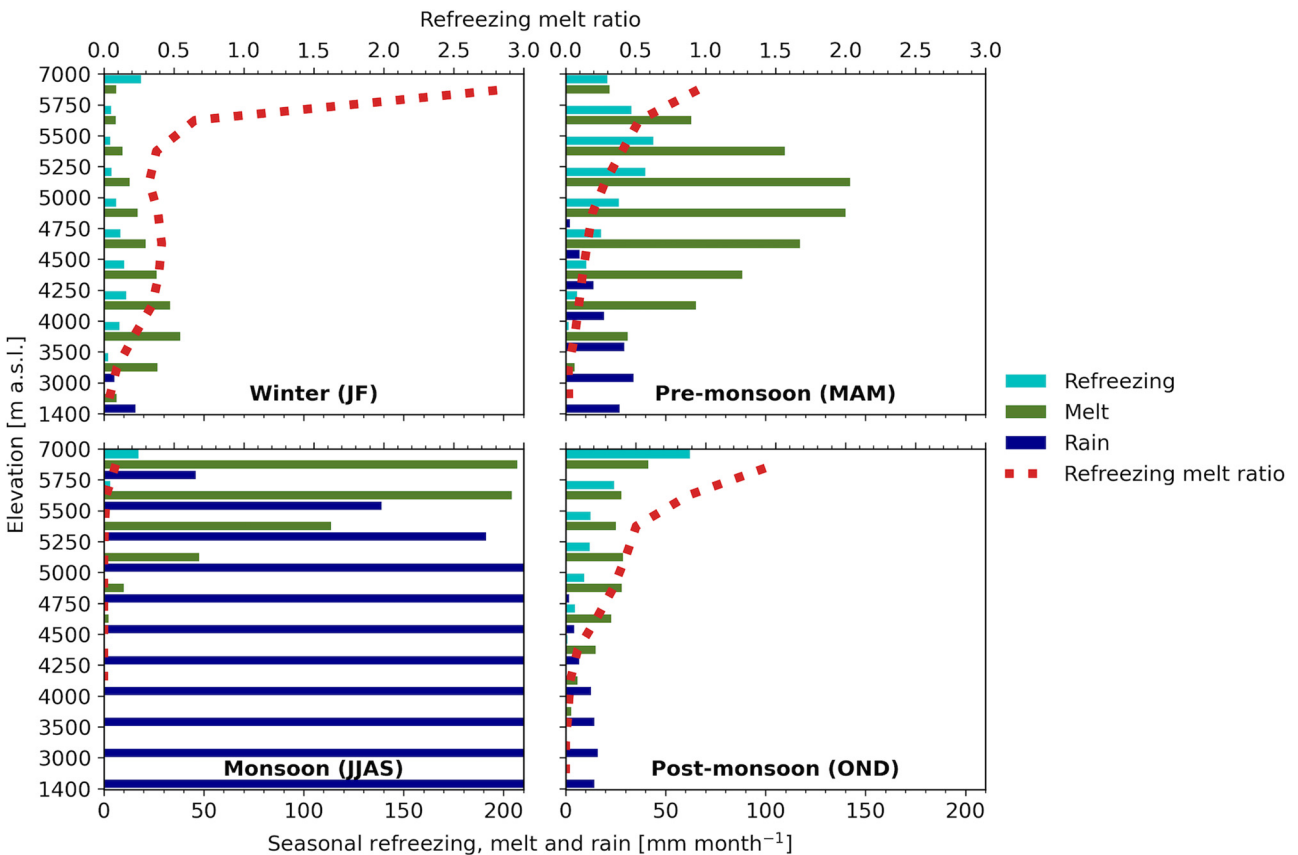 Refreezing melt ratio
0.0 0.5 1.0 1.5 2.0 2.5 3.0
0.0 0.5 1.0 1.5 2.0 2.5 3.0
Elevation [m a.s.l.]
7000
5750
5500
5250
5000
4750
4500
4250
4000
3500
3000
1400
Winter (JF)
Pre-monsoon (MAM)
Refreezing
Melt
Rain
Refreezing melt ratio
7000
5750
5500
5250
5000
4750
4500
4250
4000
3500
3000
1400
Monsoon (JJAS)
Post-monsoon (OND)
0 50 100 150 200
0 50 100 150 200
Seasonal refreezing, melt and rain [mm month⁻¹]